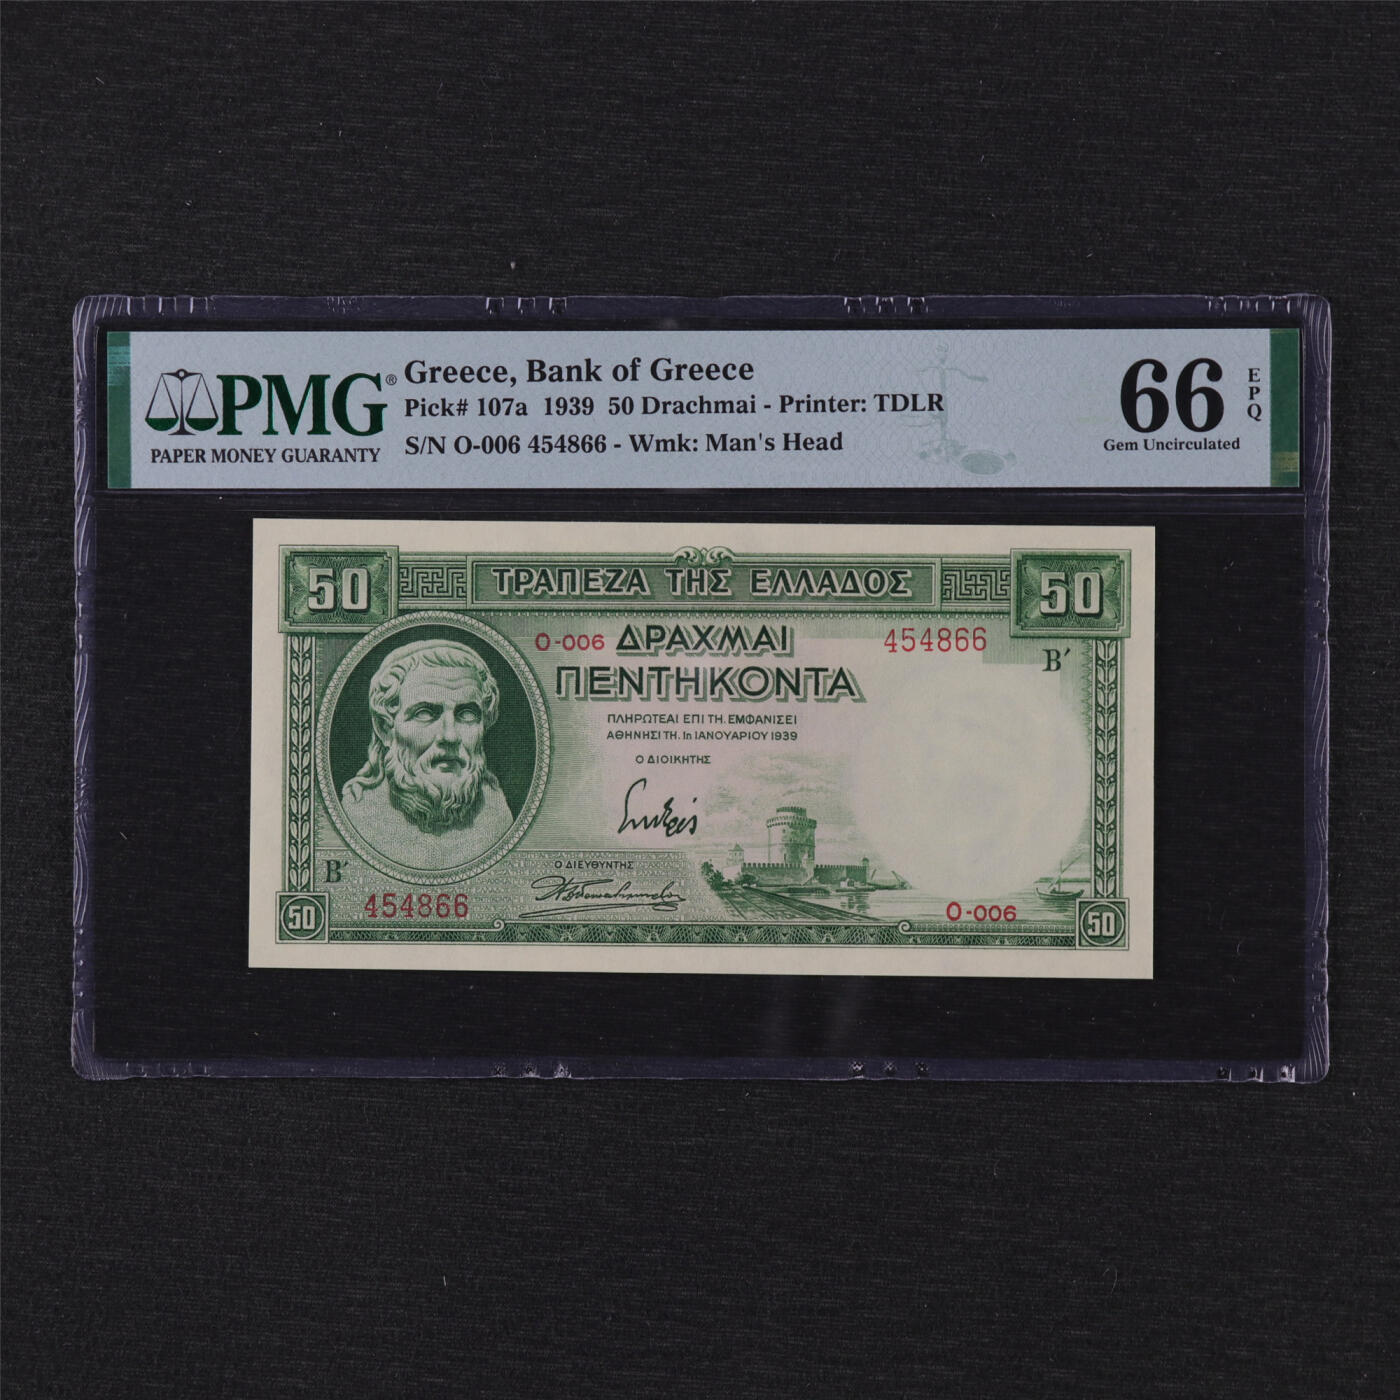 PMG®
PAPER MONEY GUARANTY
Greece, Bank of Greece
Pick# 107a 1939 50 Drachmai - Printer: TDLR
S/N O-006 454866 - Wmk: Man's Head
66
EPQ
Gem Uncirculated
50 ΤΡΑΠΕΖΑ ΤΗΣ ΕΛΛΑΔΟΣ 50
O-006 ΔΡΑΧΜΑΙ 454866
Β΄
ΠΕΝΤΗΚΟΝΤΑ
ΠΛΗΡΩΤΕΑΙ ΕΠΙ ΤΗ. ΕΜΦΑΝΙΣΕΙ
ΑΘΗΝΗΣΙ ΤΗ. 1η ΙΑΝΟΥΑΡΙΟΥ 1939
Ο ΔΙΟΙΚΗΤΗΣ
Ο ΔΙΕΥΘΥΝΤΗΣ
Β΄
454866
O-006
50 50